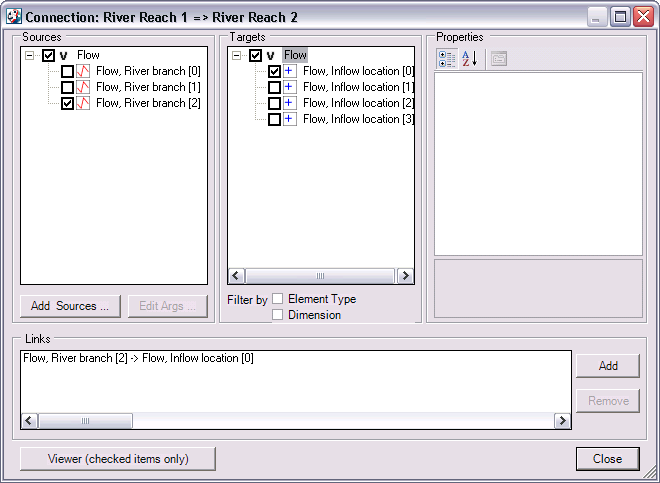 Connection: River Reach 1 => River Reach 2
Sources
Flow
Flow, River branch [0]
Flow, River branch [1]
Flow, River branch [2]
Add Sources ...
Edit Args ...
Targets
Flow
Flow, Inflow location [0]
Flow, Inflow location [1]
Flow, Inflow location [2]
Flow, Inflow location [3]
Filter by
Element Type
Dimension
Properties
Links
Flow, River branch [2] -> Flow, Inflow location [0]
Add
Remove
Viewer (checked items only)
Close